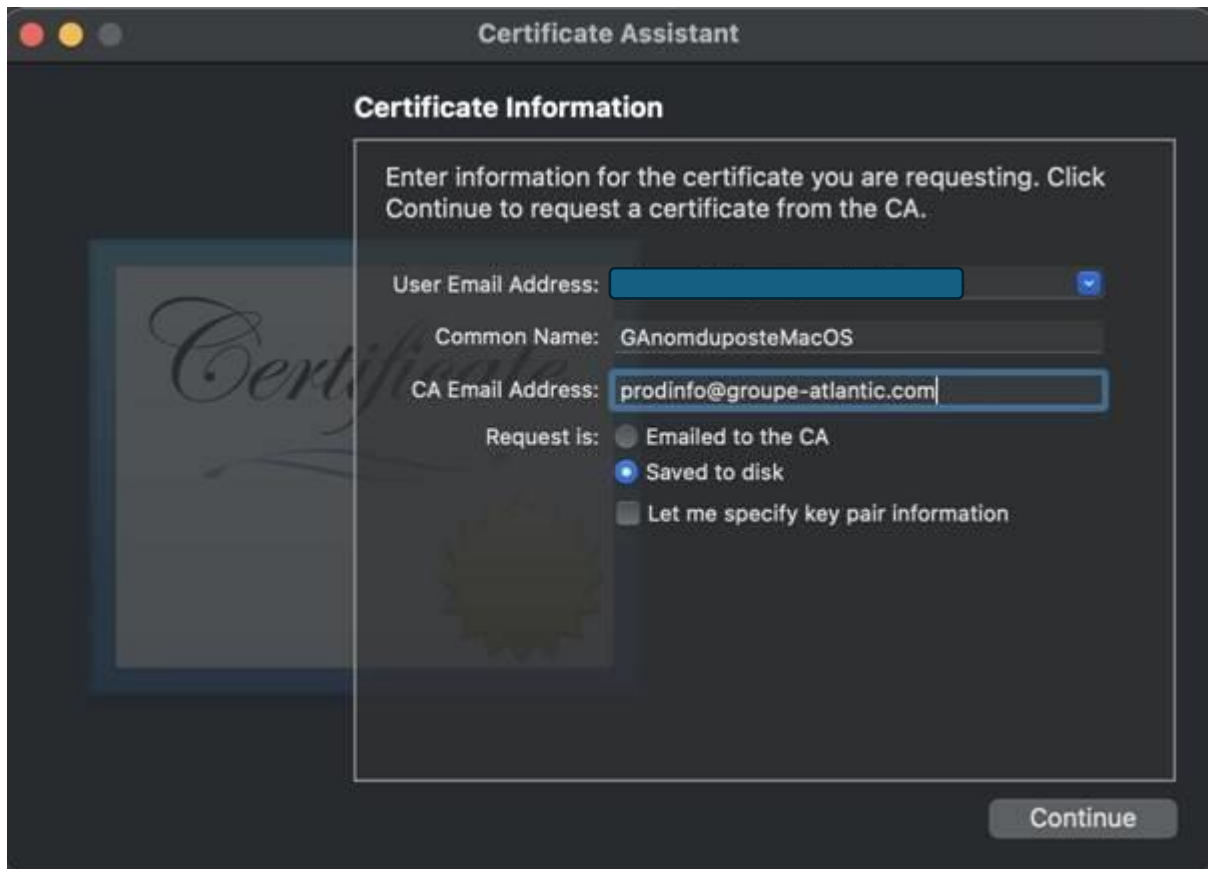 Certificate Assistant
Certificate Information
Enter information for the certificate you are requesting. Click
Continue to request a certificate from the CA.
User Email Address:
Common Name: GAnomduposteMacOS
CA Email Address: prodinfo@groupe-atlantic.com
Request is: Emailed to the CA
Saved to disk
Let me specify key pair information
Certificate
Continue